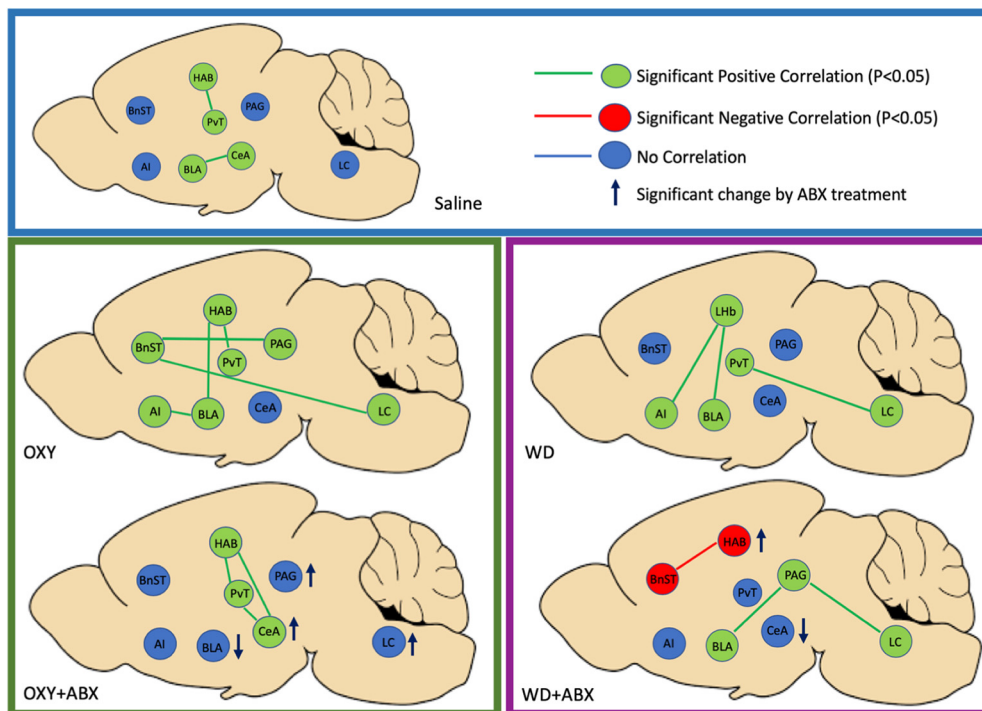 HAB
BnST
PAG
PvT
AI
BLA
CeA
LC
Saline
Significant Positive Correlation (P<0.05)
Significant Negative Correlation (P<0.05)
No Correlation
Significant change by ABX treatment
HAB
BnST
PAG
PvT
AI
BLA
CeA
LC
OXY
HAB
BnST
PAG
PvT
AI
BLA
CeA
LC
OXY+ABX
LHb
BnST
PAG
PvT
AI
BLA
CeA
LC
WD
HAB
BnST
PAG
PvT
AI
BLA
CeA
LC
WD+ABX